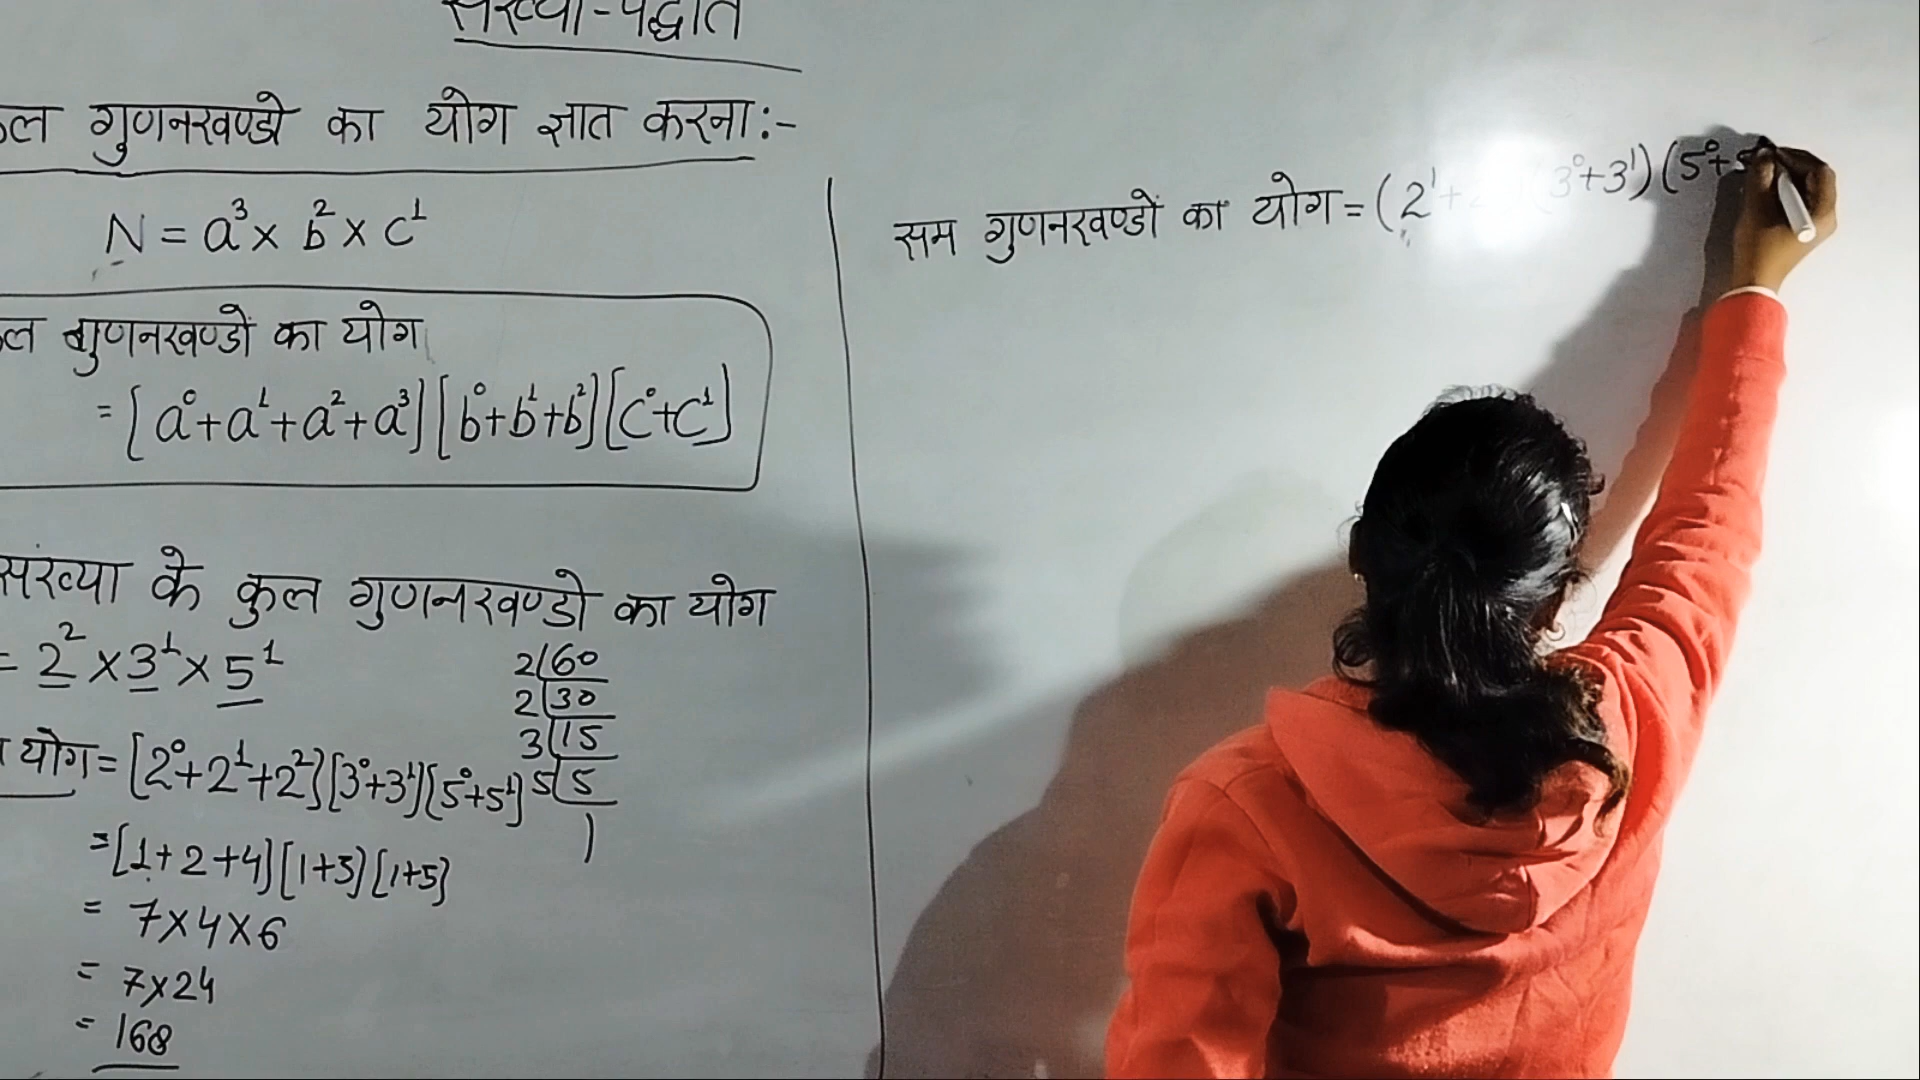 गुणनखण्डो का योग ज्ञात करना:-
N = a³ × b² × c¹
गुणनखण्डों का योग
= [a⁰+a¹+a²+a³][b⁰+b¹+b²][c⁰+c¹]
संख्या के कुल गुणनखण्डो का योग
= 2² × 3¹ × 5¹
2 60
2 30
3 15
5 5
1
योग = [2⁰+2¹+2²][3⁰+3¹][5⁰+5¹]
= [1+2+4][1+3][1+5]
= 7×4×6
= 7×24
= 168
सम गुणनखण्डों का योग = (2¹+ (3⁰+3¹)(5⁰+5